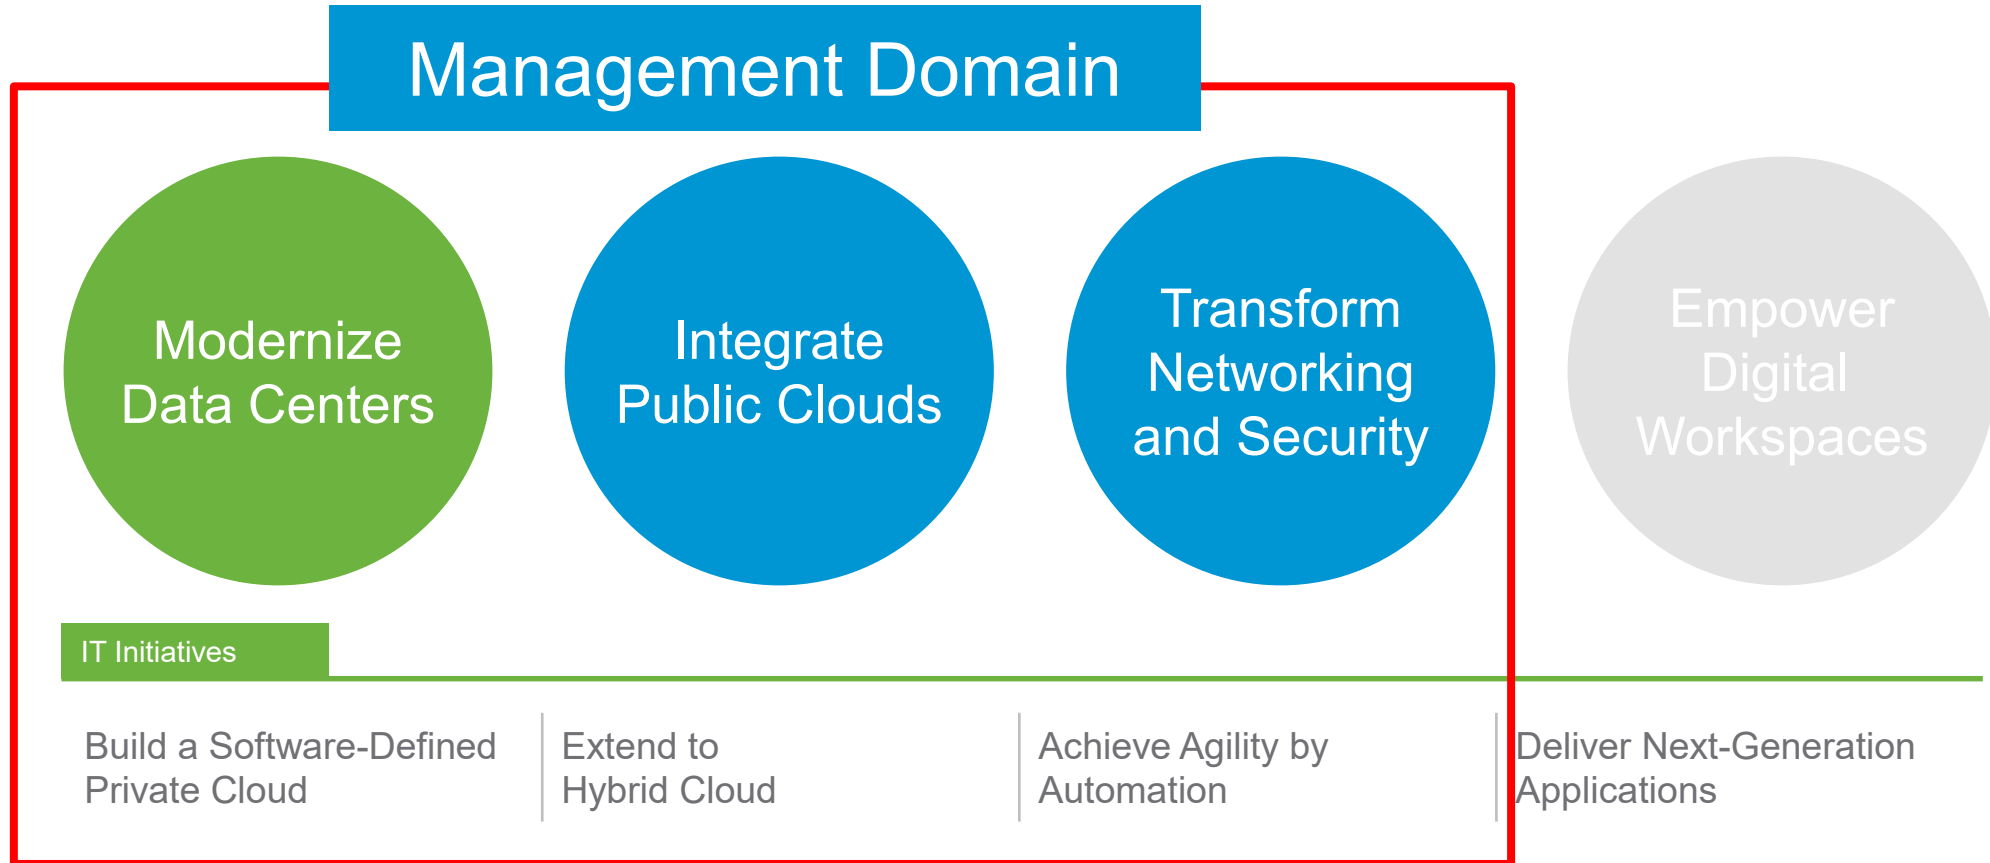 Management Domain
Modernize
Data Centers
Integrate
Public Clouds
Transform
Networking
and Security
Empower
Digital
Workspaces
IT Initiatives
Build a Software-Defined
Private Cloud
Extend to
Hybrid Cloud
Achieve Agility by
Automation
Deliver Next-Generation
Applications